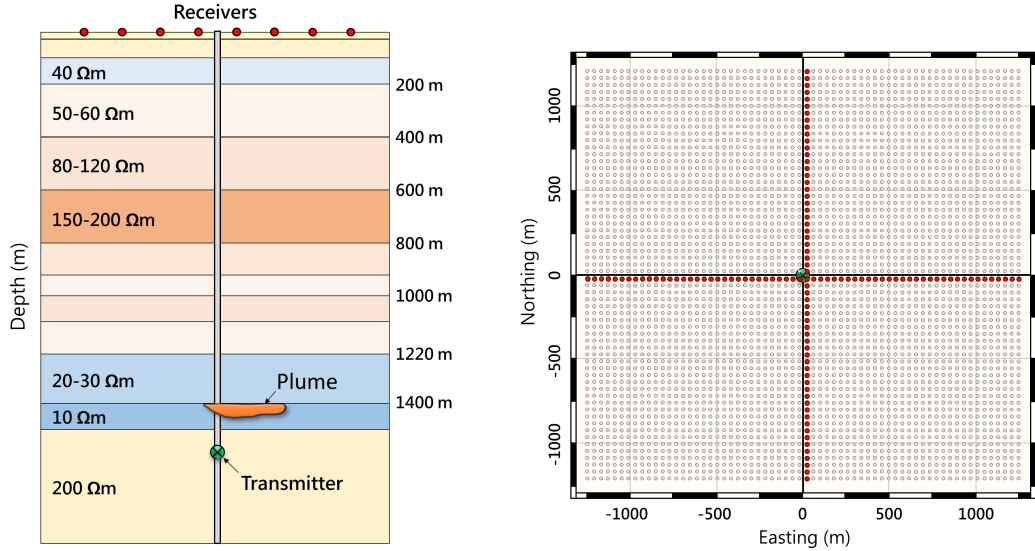 Receivers
40 Ωm
200 m
50-60 Ωm
400 m
80-120 Ωm
600 m
150-200 Ωm
800 m
1000 m
1220 m
20-30 Ωm
Plume
1400 m
10 Ωm
Transmitter
200 Ωm
Depth (m)
1000
500
0
-500
-1000
Northing (m)
-1000
-500
0
500
1000
Easting (m)